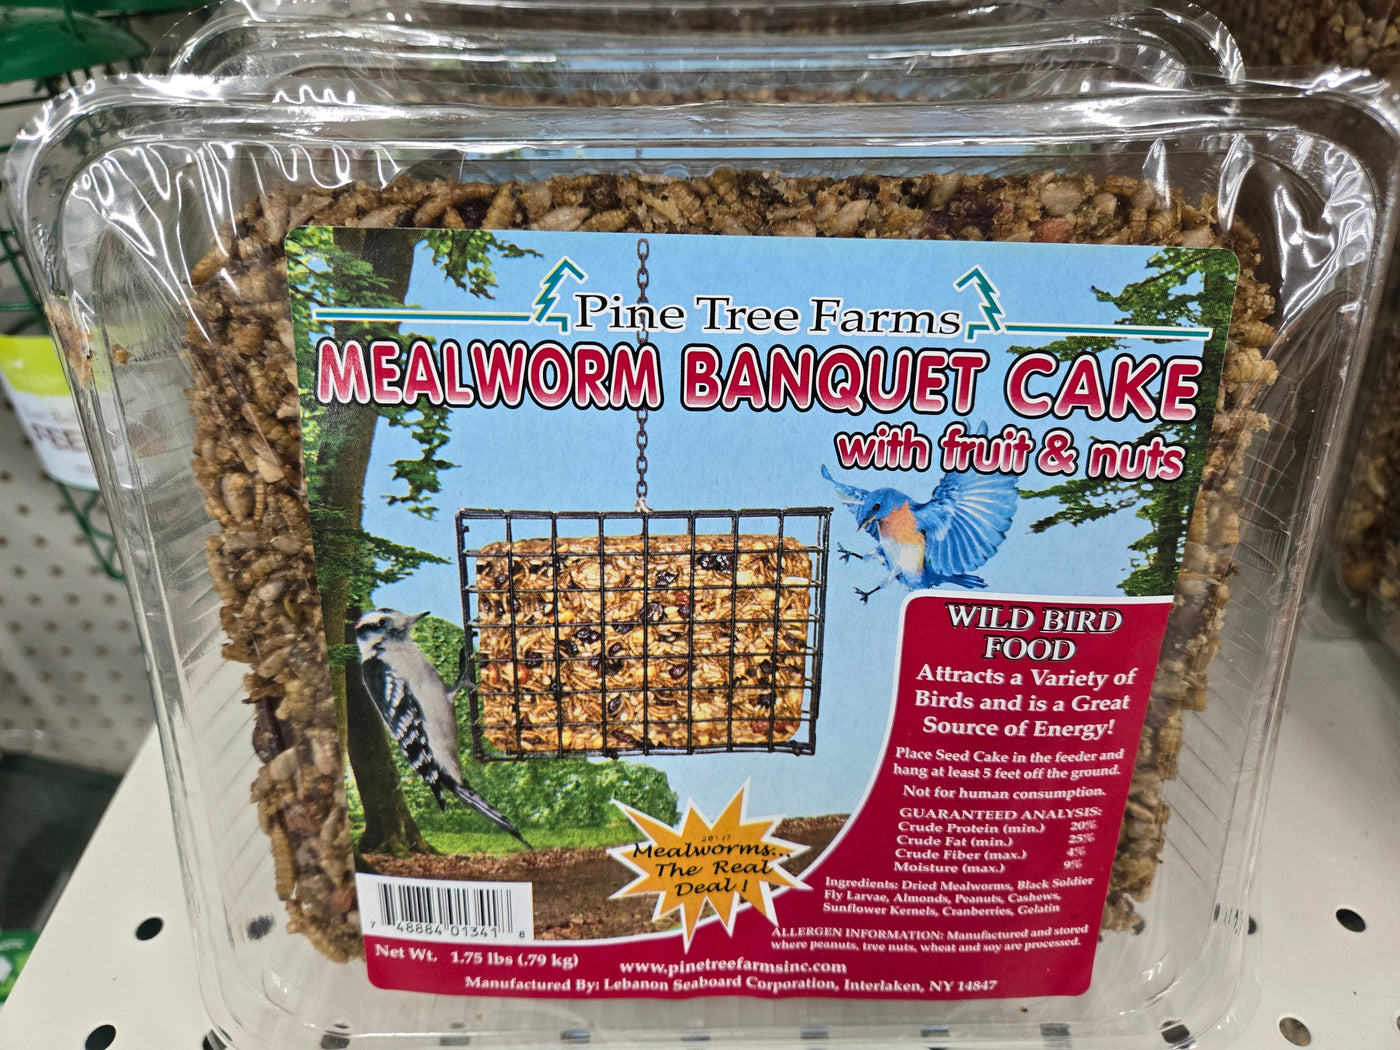 Pine Tree Farms
MEALWORM BANQUET CAKE
with fruit & nuts
WILD BIRD
FOOD
Attracts a Variety of
Birds and is a Great
Source of Energy!
Place Seed Cake in the feeder and
hang at least 5 feet off the ground.
Not for human consumption.
GUARANTEED ANALYSIS:
Crude Protein (min.) 20%
Crude Fat (min.) 25%
Crude Fiber (max.) 4%
Moisture (max.) 9%
Ingredients: Dried Mealworms, Black Soldier
Fly Larvae, Almonds, Peanuts, Cashews,
Sunflower Kernels, Cranberries, Gelatin
ALLERGEN INFORMATION: Manufactured and stored
where peanuts, tree nuts, wheat and soy are processed.
Mealworms...
The Real
Deal!
7 48884 01341 8
Net Wt. 1.75 lbs (.79 kg)
www.pinetreefarmsinc.com
Manufactured By: Lebanon Seaboard Corporation, Interlaken, NY 14847